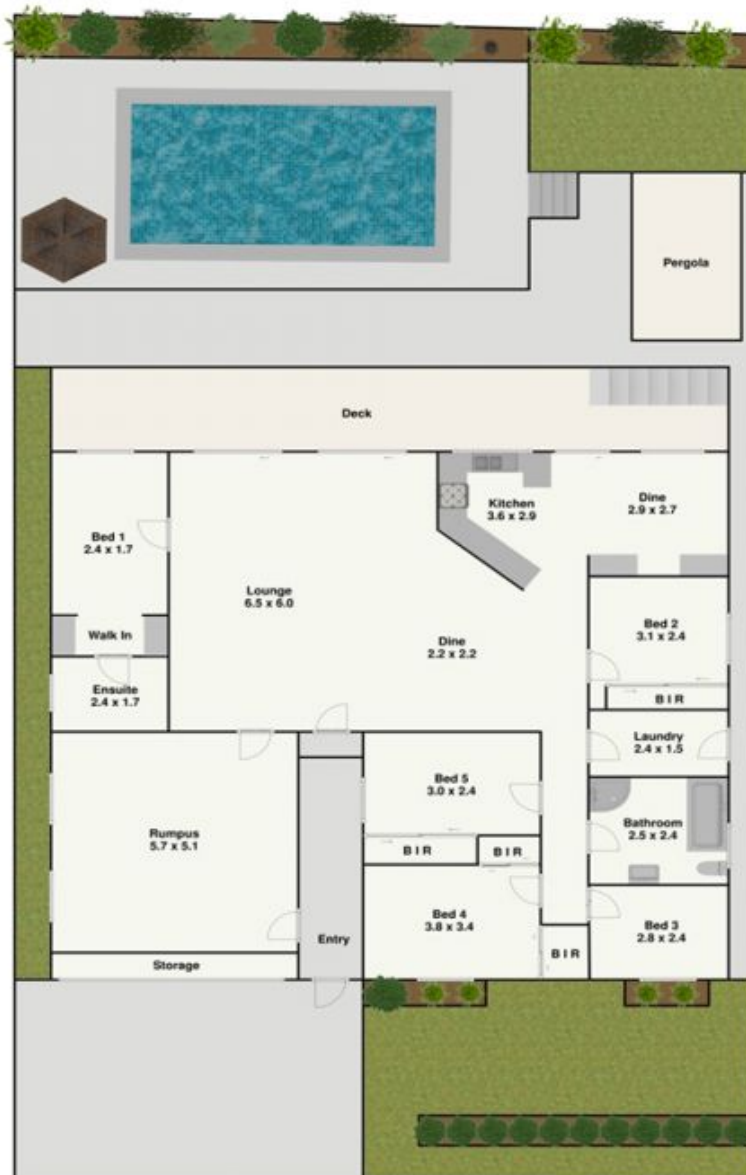 Pergola
Deck
Bed 1
2.4 x 1.7
Kitchen
3.6 x 2.9
Dine
2.9 x 2.7
Lounge
6.5 x 6.0
Walk In
Dine
2.2 x 2.2
Bed 2
3.1 x 2.4
Ensuite
2.4 x 1.7
B I R
Laundry
2.4 x 1.5
Bed 5
3.0 x 2.4
Rumpus
5.7 x 5.1
Bathroom
2.5 x 2.4
B I R
B I R
Bed 4
3.8 x 3.4
Entry
Bed 3
2.8 x 2.4
B I R
Storage